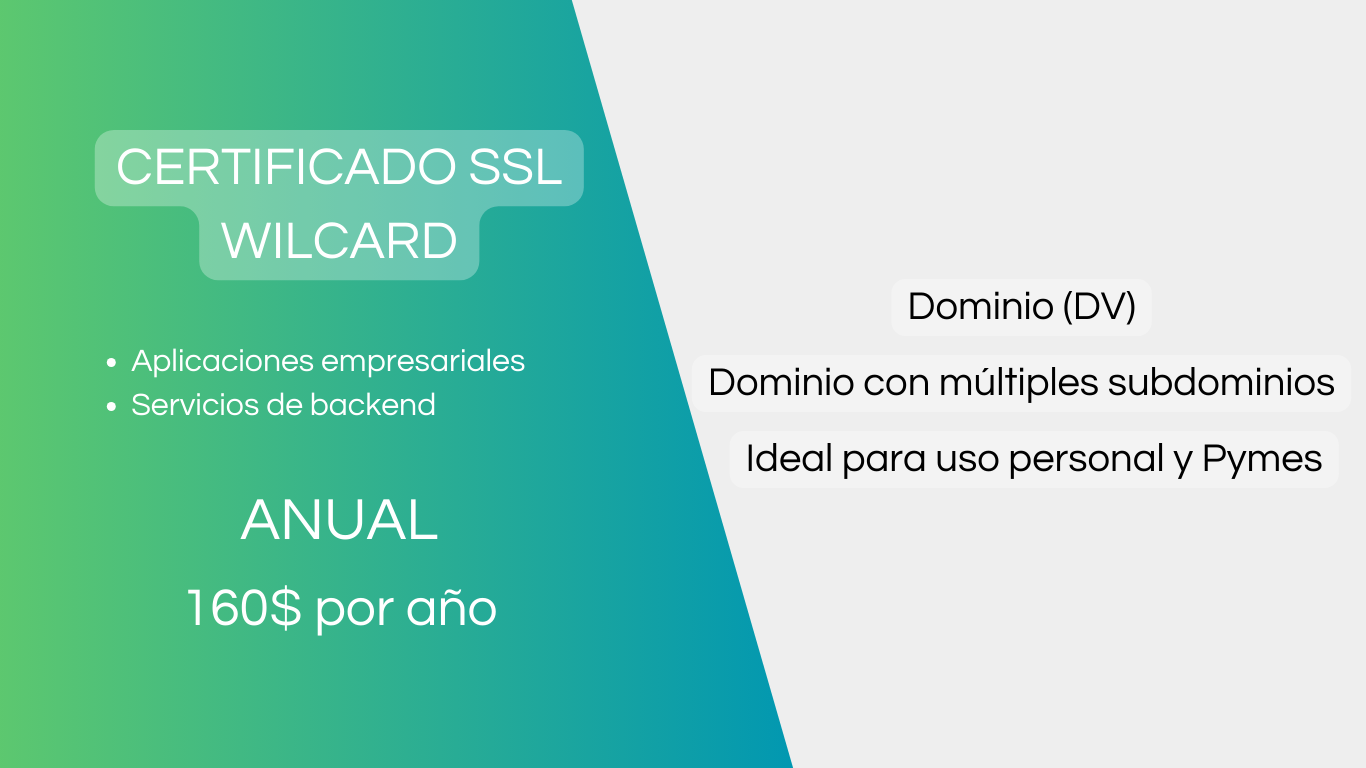 CERTIFICADO SSL
WILCARD
• Aplicaciones empresariales
• Servicios de backend
ANUAL
160$ por año
Dominio (DV)
Dominio con múltiples subdominios
Ideal para uso personal y Pymes